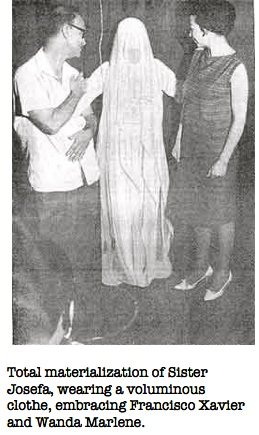 Total materialization of Sister
Josefa, wearing a voluminous
clothe, embracing Francisco Xavier
and Wanda Marlene.